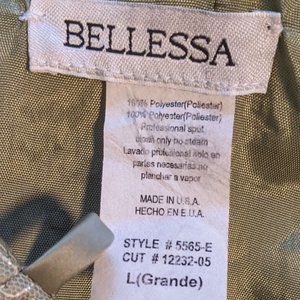 BELLESSA
100% Polyester(Poliester)
100% Polyester(Poliester)
Professional spot
clean only no steam
Lavado profesional solo en
partes necesarias no
planchar a vapor
MADE IN U.S.A.
HECHO EN E.U.A.
STYLE # 5565-E
CUT # 12232-05
L(Grande)